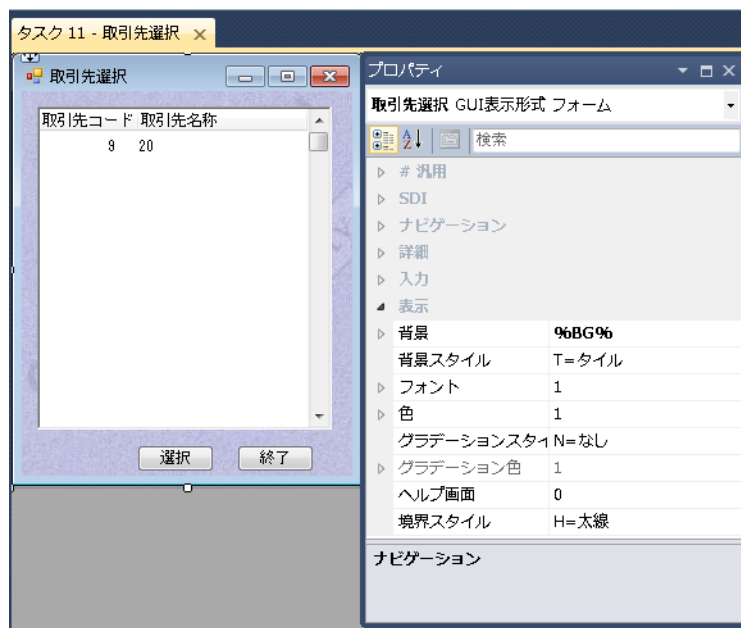 タスク 11 - 取引先選択
取引先選択
取引先コード 取引先名称
9 20
選択 終了
プロパティ
取引先選択 GUI表示形式 フォーム
検索
# 汎用
SDI
ナビゲーション
詳細
入力
表示
背景 %BG%
背景スタイル T=タイル
フォント 1
色 1
グラデーションスタイ N=なし
グラデーション色 1
ヘルプ画面 0
境界スタイル H=太線
ナビゲーション